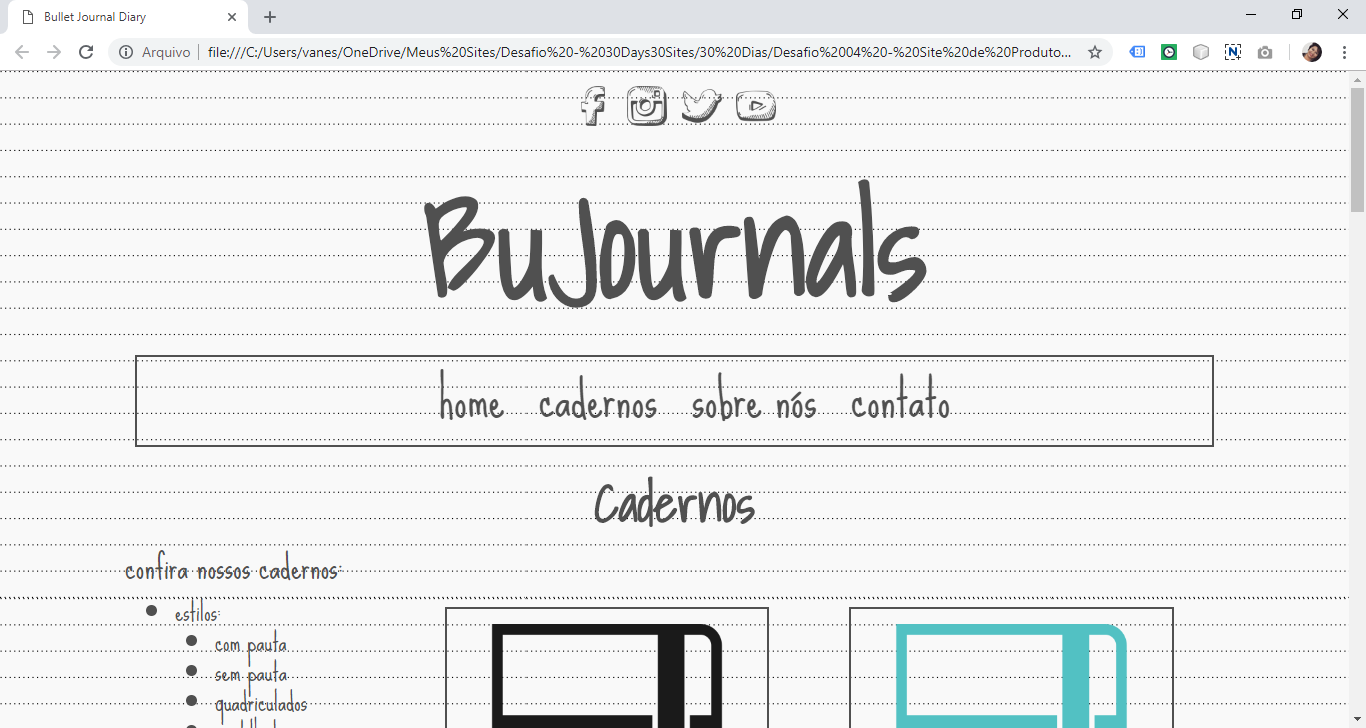 Bullet Journal Diary
Arquivo file:///C:/Users/vanes/OneDrive/Meus%20Sites/Desafio%20-%2030Days30Sites/30%20Dias/Desafio%2004%20-%20Site%20de%20Produto...
BuJournals
home cadernos sobre nós contato
Cadernos
confira nossos cadernos:
estilos:
com pauta
sem pauta
quadriculados